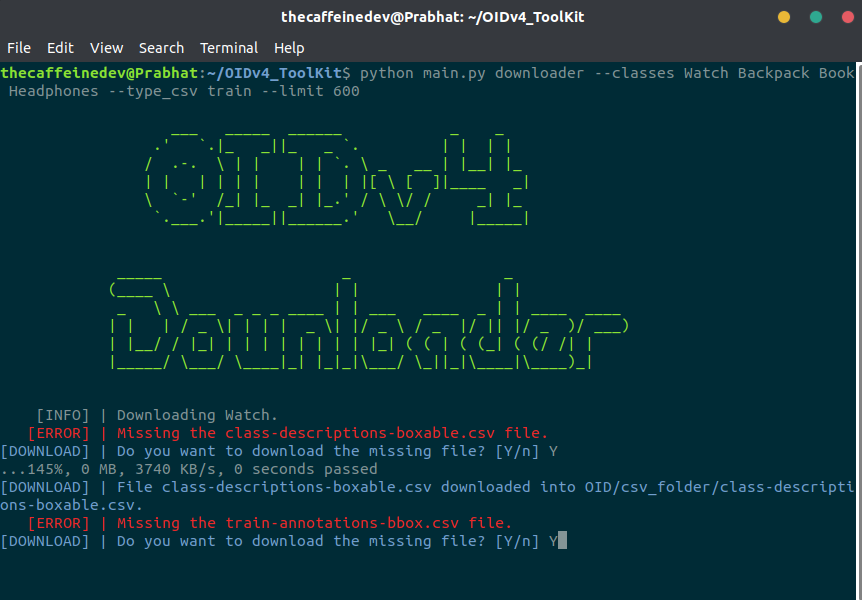 thecaffeinedev@Prabhat: ~/OIDv4_ToolKit
File Edit View Search Terminal Help
thecaffeinedev@Prabhat:~/OIDv4_ToolKit$ python main.py downloader --classes Watch Backpack Book
Headphones --type_csv train --limit 600
OIDv4
Downloader
[INFO] | Downloading Watch.
[ERROR] | Missing the class-descriptions-boxable.csv file.
[DOWNLOAD] | Do you want to download the missing file? [Y/n] Y
...145%, 0 MB, 3740 KB/s, 0 seconds passed
[DOWNLOAD] | File class-descriptions-boxable.csv downloaded into OID/csv_folder/class-descripti
ons-boxable.csv.
[ERROR] | Missing the train-annotations-bbox.csv file.
[DOWNLOAD] | Do you want to download the missing file? [Y/n] Y